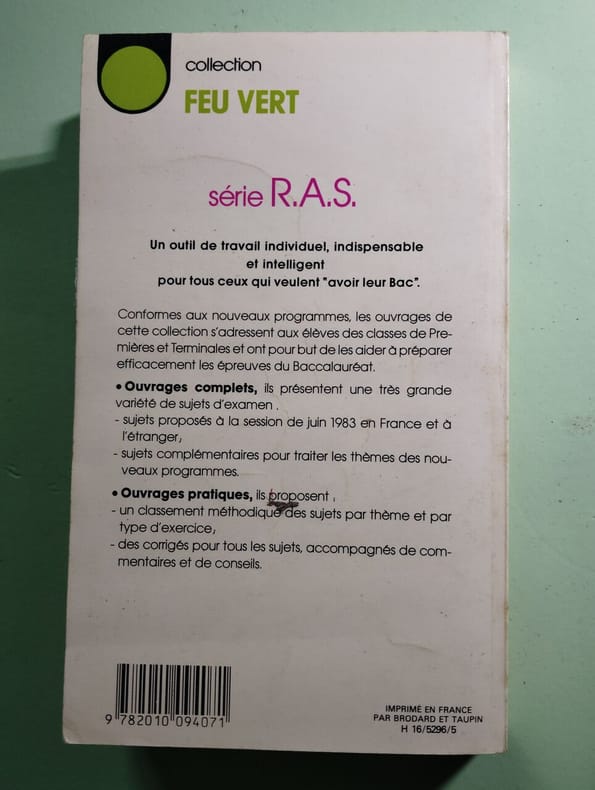 collection
FEU VERT
série R.A.S.
Un outil de travail individuel, indispensable
et intelligent
pour tous ceux qui veulent "avoir leur Bac".
Conformes aux nouveaux programmes, les ouvrages de
cette collection s'adressent aux élèves des classes de Pre-
mières et Terminales et ont pour but de les aider à préparer
efficacement les épreuves du Baccalauréat.
• Ouvrages complets, ils présentent une très grande
variété de sujets d'examen .
- sujets proposés à la session de juin 1983 en France et à
l'étranger,
- sujets complémentaires pour traiter les thèmes des nou-
veaux programmes.
• Ouvrages pratiques, ils proposent ,
- un classement méthodique des sujets par thème et par
type d'exercice,
- des corrigés pour tous les sujets, accompagnés de com-
mentaires et de conseils.
9 782010 094071
IMPRIMÉ EN FRANCE
PAR BRODARD ET TAUPIN
H 16/5296/5